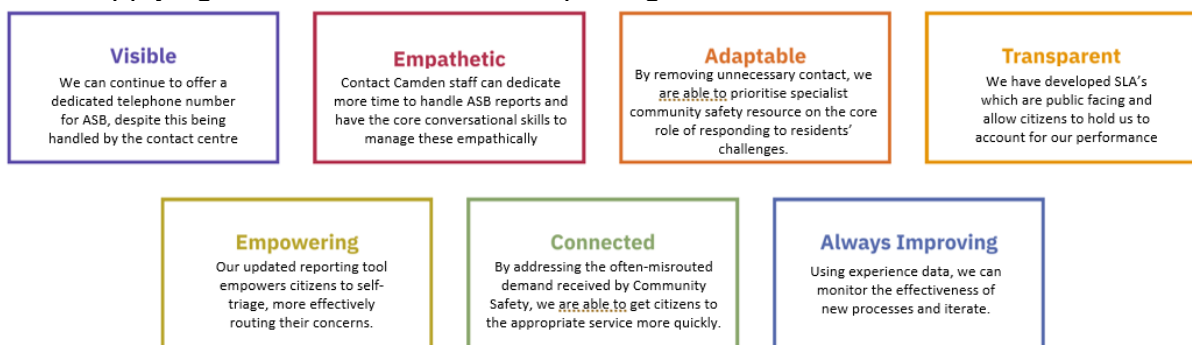 Visible
We can continue to offer a
dedicated telephone number
for ASB, despite this being
handled by the contact centre
Empathetic
Contact Camden staff can dedicate
more time to handle ASB reports and
have the core conversational skills to
manage these empathically
Adaptable
By removing unnecessary contact, we
are able to prioritise specialist
community safety resource on the core
role of responding to residents’
challenges.
Transparent
We have developed SLA’s
which are public facing and
allow citizens to hold us to
account for our performance
Empowering
Our updated reporting tool
empowers citizens to self-
triage, more effectively
routing their concerns.
Connected
By addressing the often-misrouted
demand received by Community
Safety, we are able to get citizens to
the appropriate service more quickly.
Always Improving
Using experience data, we can
monitor the effectiveness of
new processes and iterate.